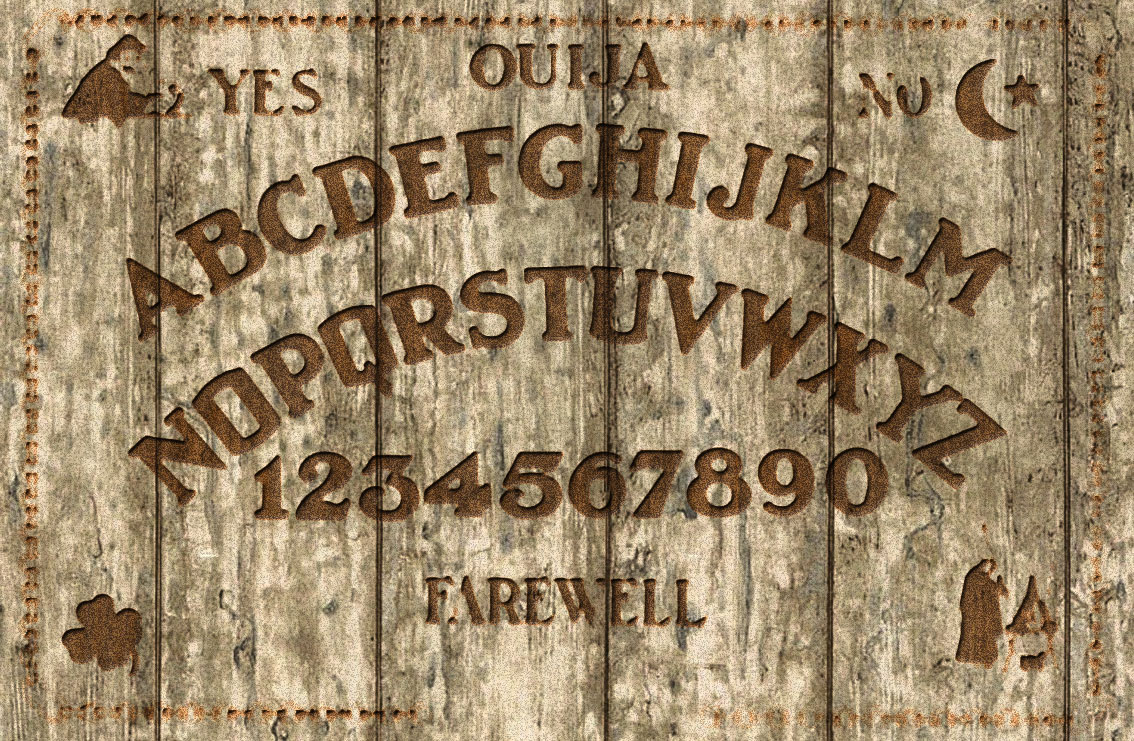 OUIJA
YES NO
ABCDEFGHIJKLM
NOPQRSTUVWXYZ
1234567890
FAREWELL